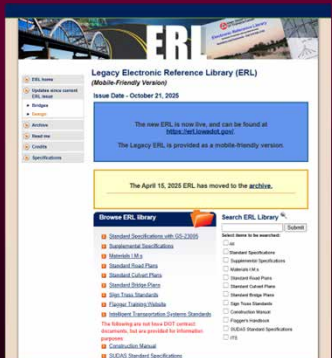 ERL
Electronic Reference Library
Legacy Electronic Reference Library (ERL)
(Mobile-Friendly Version)
Issue Date - October 21, 2025
ERL home
Updates since current
ERL issue
Bridges
Design
Archive
Read me
Credits
Specifications
The new ERL is now live, and can be found at
https://erl.iowadot.gov/
The Legacy ERL is provided as a mobile-friendly version.
The April 15, 2025 ERL has moved to the archive.
Browse ERL library
Standard Specifications with GS-23005
Supplemental Specifications
Materials I.M.s
Standard Road Plans
Standard Culvert Plans
Standard Bridge Plans
Sign Truss Standards
Flagger Training Website
Intelligent Transportation Systems Standards
The following are not Iowa DOT contract
documents, but are provided for information
purposes.
Construction Manual
SUDAS Standard Specifications
Search ERL Library
Submit
Select items to be searched:
All
Standard Specifications
Supplemental Specifications
Materials I.M.s
Standard Road Plans
Standard Culvert Plans
Standard Bridge Plans
Sign Truss Standards
Construction Manual
Flagger's Handbook
SUDAS Standard Specifications
ITS